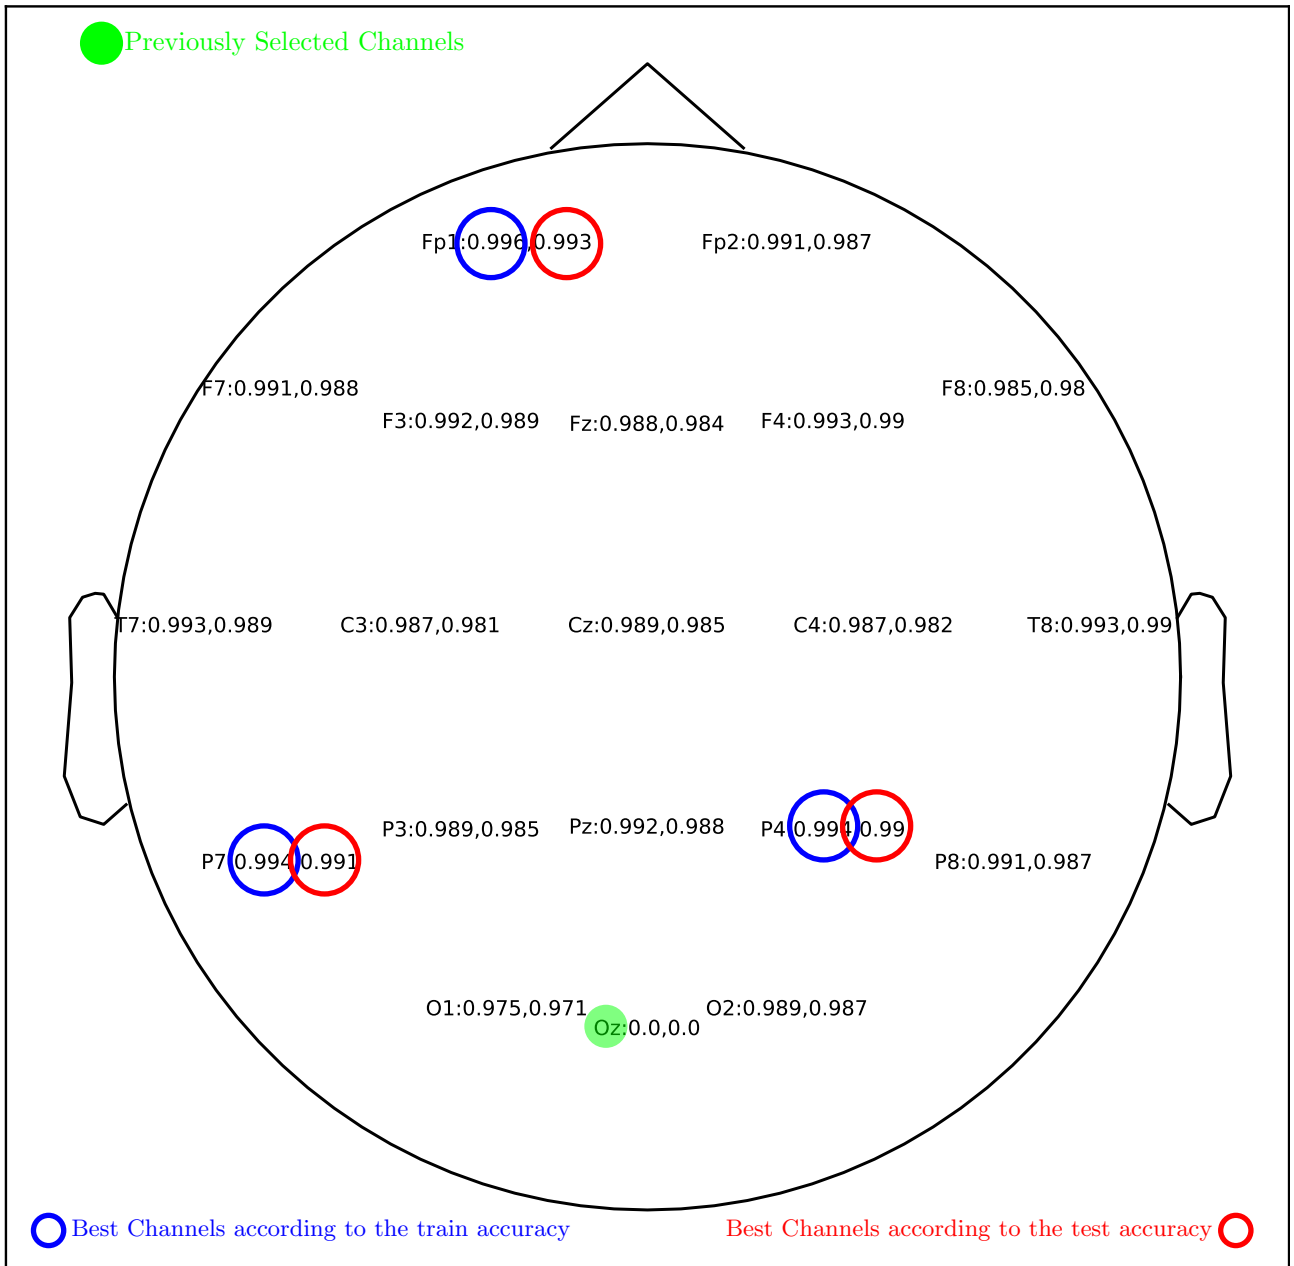 Previously Selected Channels
Fp1:0.996,0.993
Fp2:0.991,0.987
F7:0.991,0.988
F8:0.985,0.98
F3:0.992,0.989
Fz:0.988,0.984
F4:0.993,0.99
T7:0.993,0.989
C3:0.987,0.981
Cz:0.989,0.985
C4:0.987,0.982
T8:0.993,0.99
P3:0.989,0.985
Pz:0.992,0.988
P4:0.994,0.99
P7:0.994,0.991
P8:0.991,0.987
O1:0.975,0.971
O2:0.989,0.987
Oz:0.0,0.0
Best Channels according to the train accuracy
Best Channels according to the test accuracy